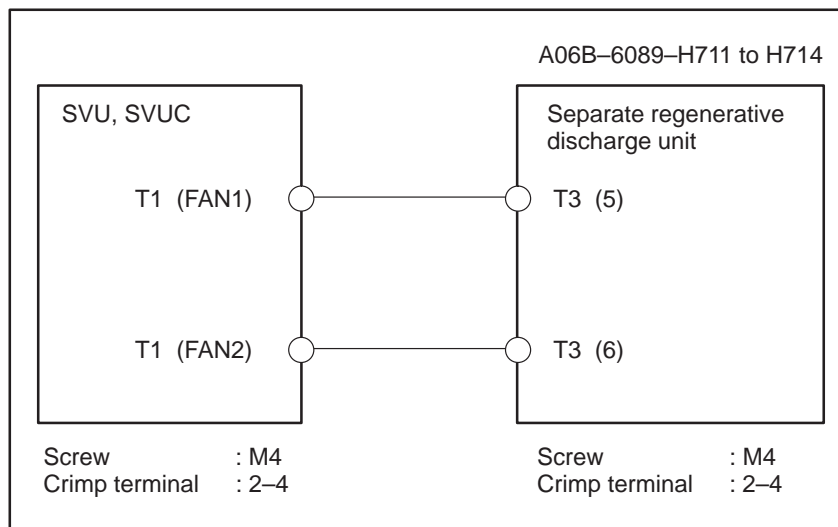 A06B–6089–H711 to H714
SVU, SVUC
Separate regenerative
discharge unit
T1 (FAN1)
T3 (5)
T1 (FAN2)
T3 (6)
Screw : M4
Crimp terminal : 2–4
Screw : M4
Crimp terminal : 2–4